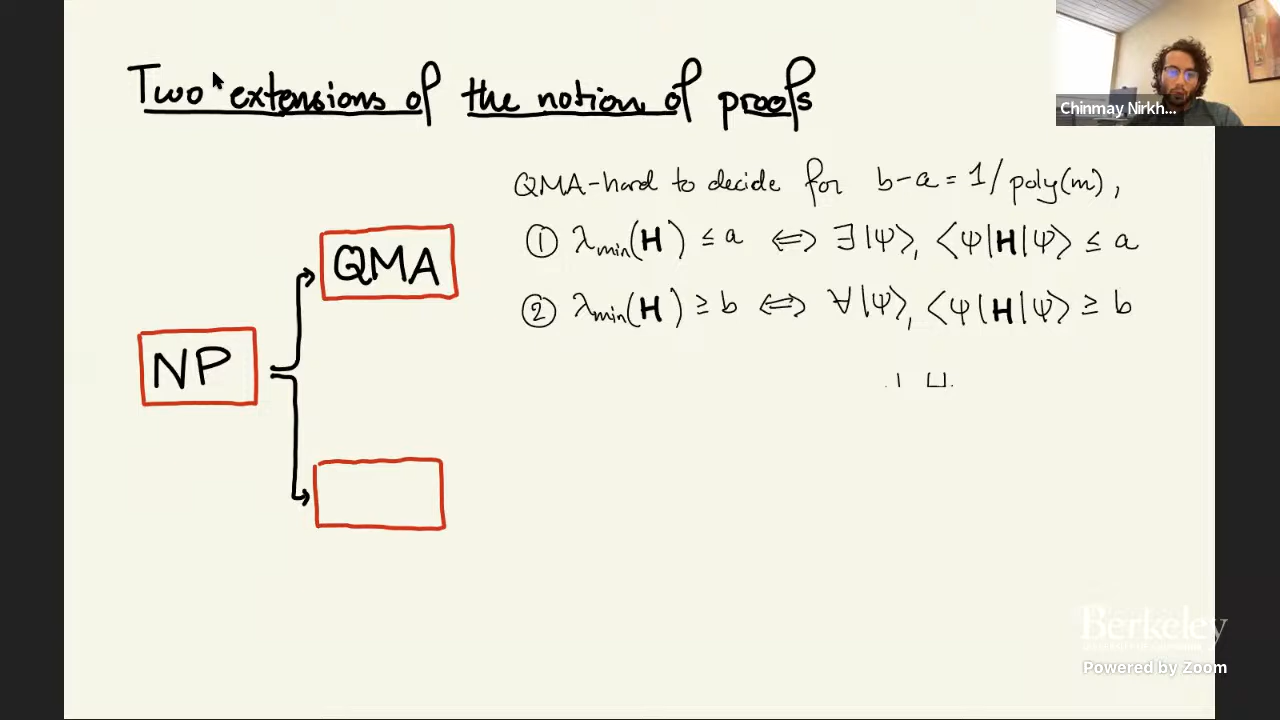 Two extensions of the notion of proofs
Chinmay Nirkh...
QMA-hard to decide for b-a = 1/poly(m),
① λmin(H) ≤ a ⟺ ∃|ψ⟩, ⟨ψ|H|ψ⟩ ≤ a
② λmin(H) ≥ b ⟺ ∀|ψ⟩, ⟨ψ|H|ψ⟩ ≥ b
QMA
NP
Berkeley
Powered by Zoom